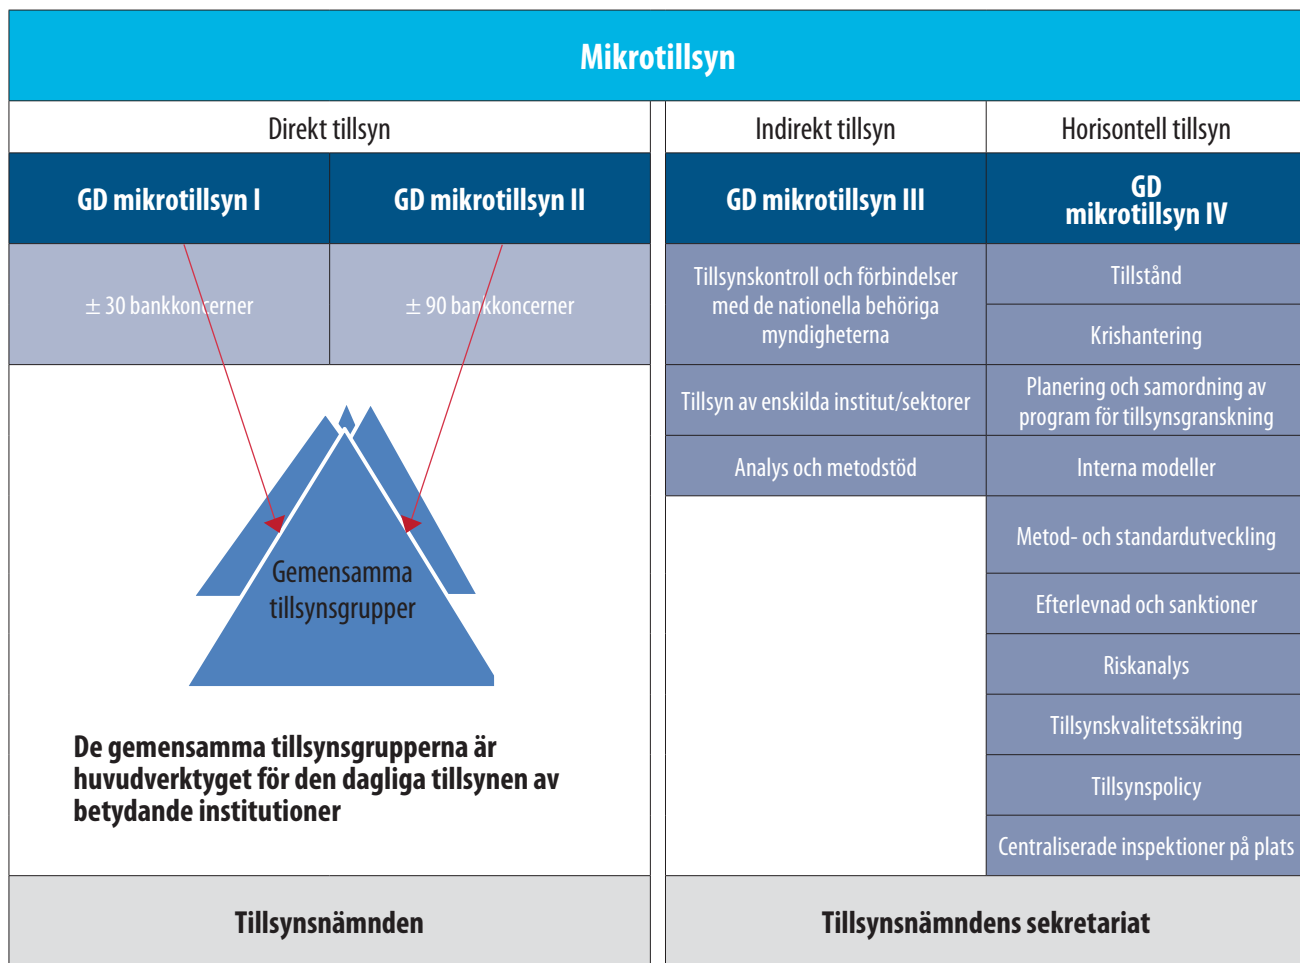 Mikrotillsyn
Direkt tillsyn
Indirekt tillsyn
Horisontell tillsyn
GD mikrotillsyn I
GD mikrotillsyn II
GD mikrotillsyn III
GD
mikrotillsyn IV
± 30 bankkoncerner
± 90 bankkoncerner
Tillsynskontroll och förbindelser
med de nationella behöriga
myndigheterna
Tillsyn av enskilda institut/sektorer
Analys och metodstöd
Tillstånd
Krishantering
Planering och samordning av
program för tillsynsgranskning
Interna modeller
Metod- och standardutveckling
Efterlevnad och sanktioner
Riskanalys
Tillsynskvalitetssäkring
Tillsynspolicy
Centraliserade inspektioner på plats
Gemensamma
tillsynsgrupper
De gemensamma tillsynsgrupperna är
huvudverktyget för den dagliga tillsynen av
betydande institutioner
Tillsynsnämnden
Tillsynsnämndens sekretariat